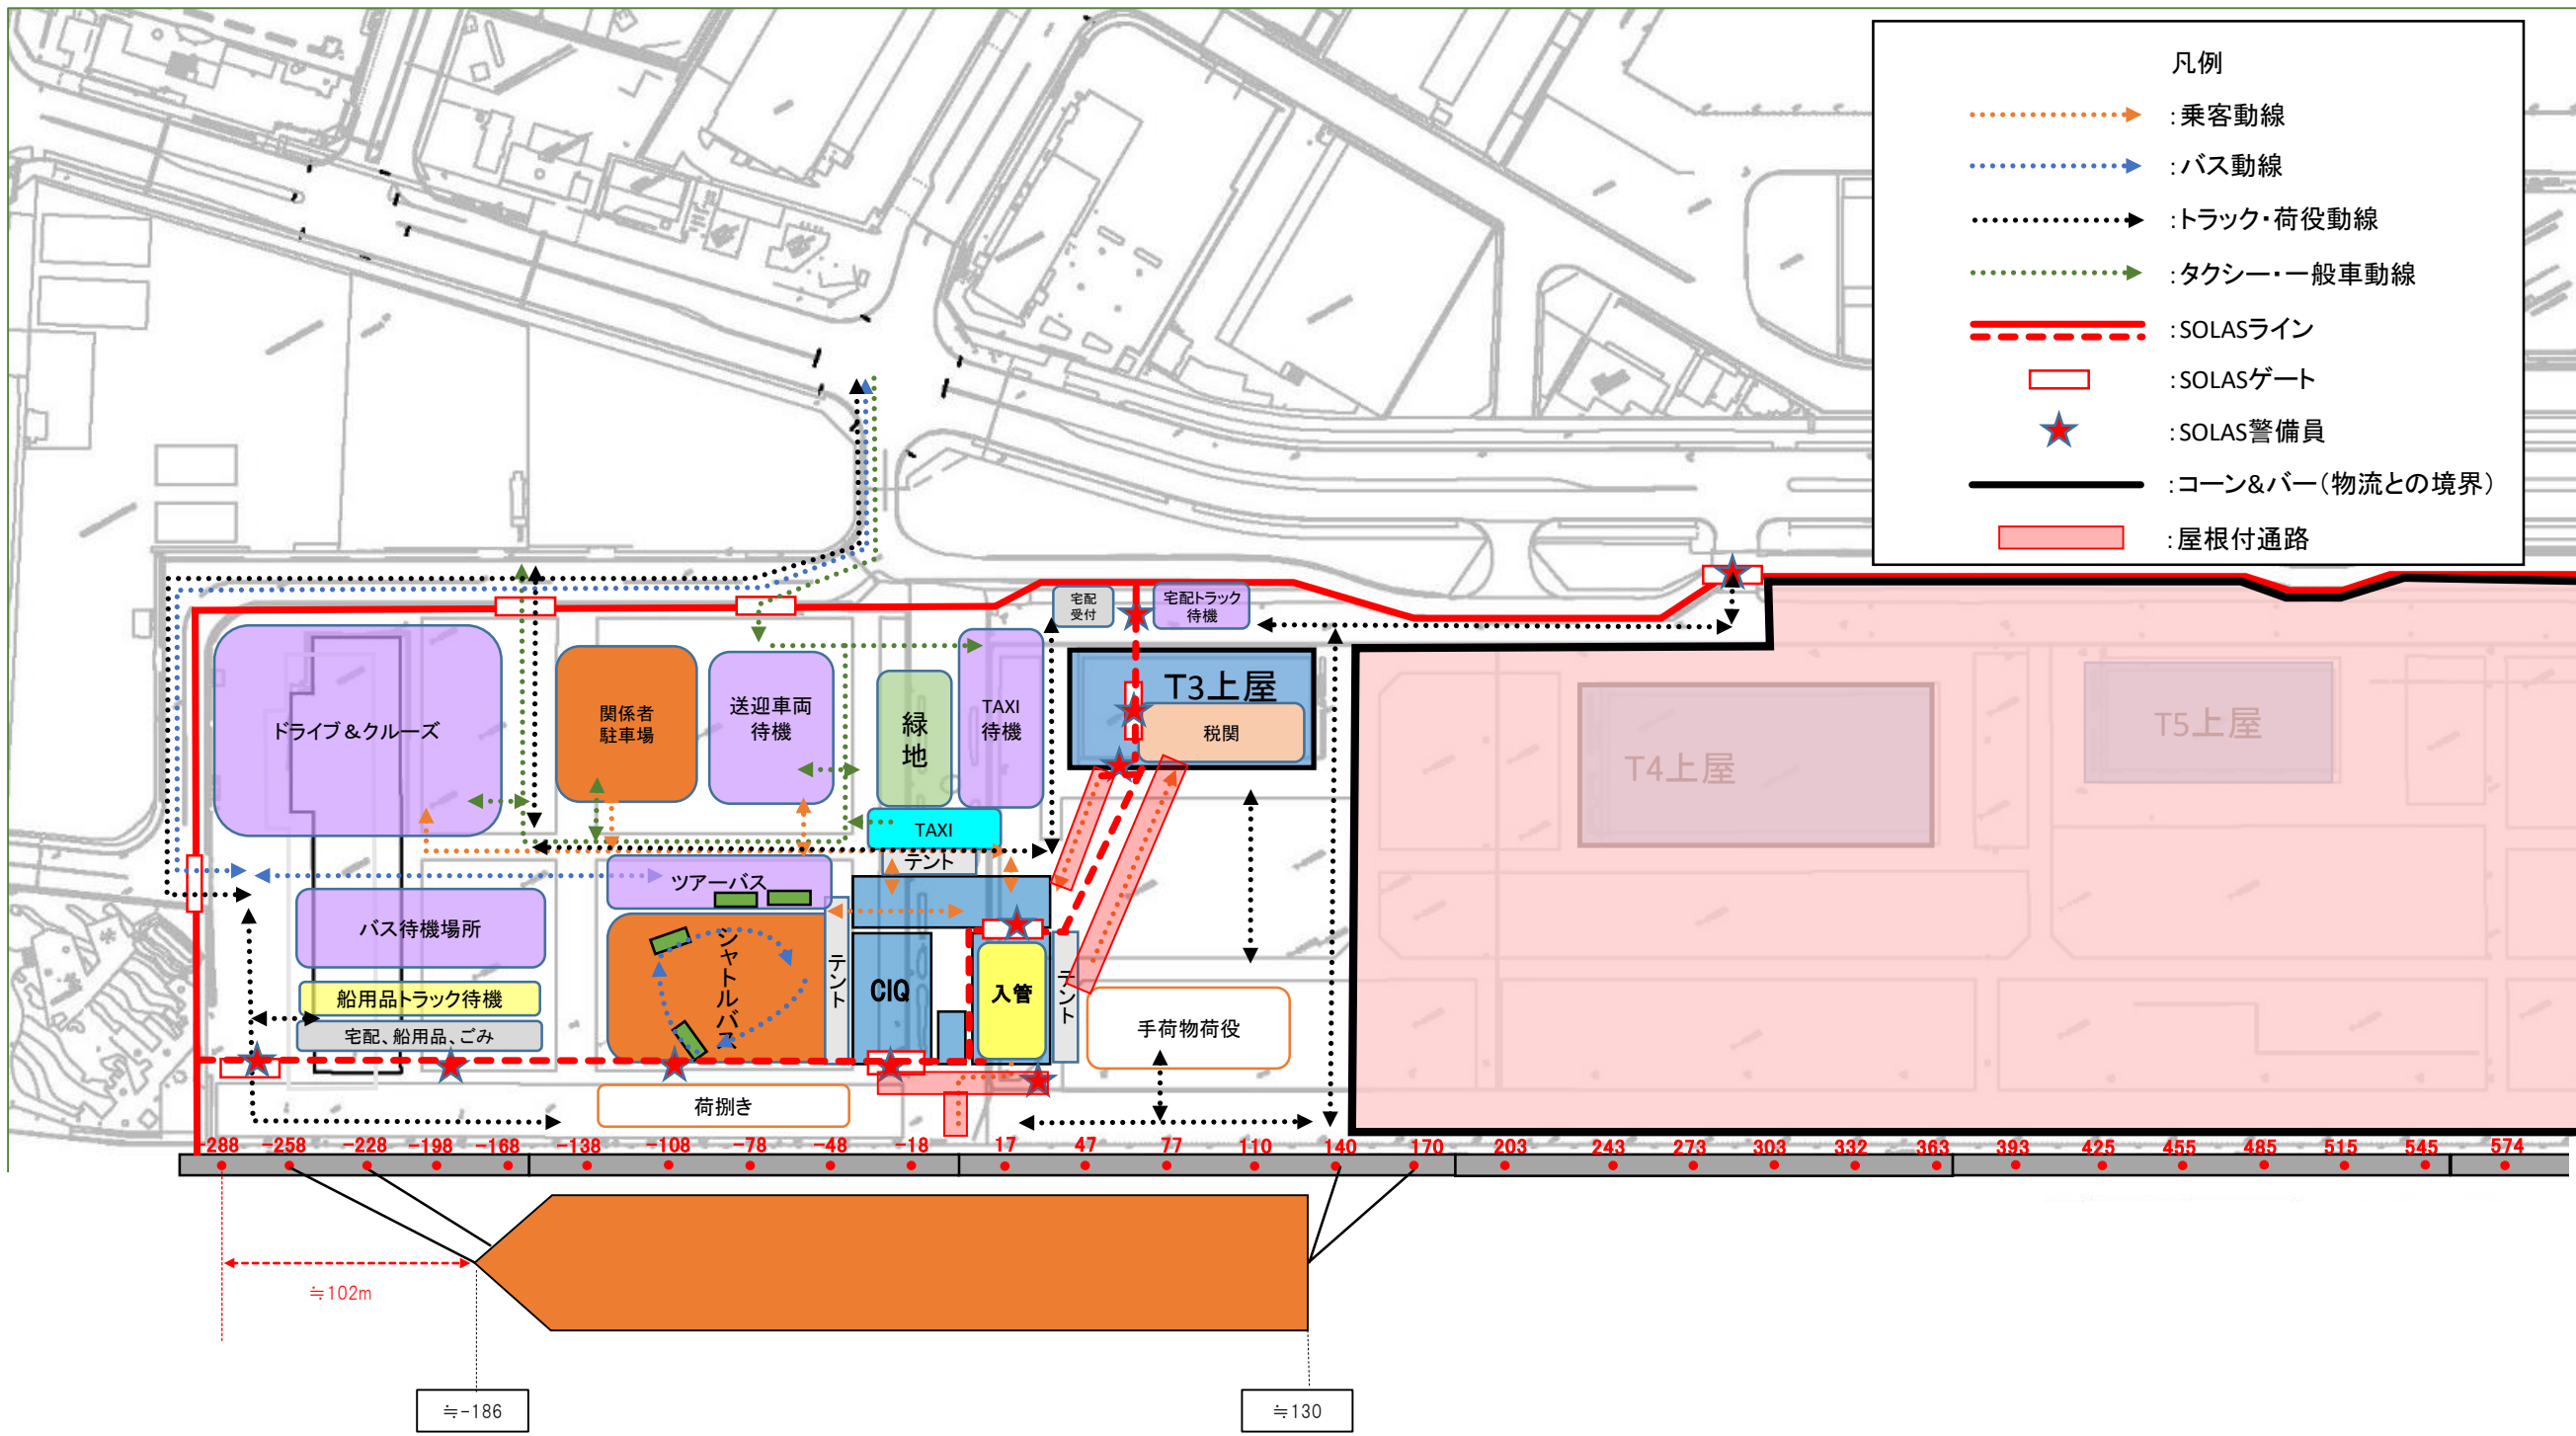 凡例
:乗客動線
:バス動線
:トラック・荷役動線
:タクシー・一般車動線
:SOLASライン
:SOLASゲート
:SOLAS警備員
:コーン&バー(物流との境界)
:屋根付通路
宅配
受付
宅配トラック
待機
ドライブ&クルーズ
関係者
駐車場
送迎車両
待機
緑
地
TAXI
待機
T3上屋
税関
T4上屋
T5上屋
TAXI
テント
ツアーバス
バス待機場所
シャトルバス
テント
CIQ
入管
テント
船用品トラック待機
宅配、船用品、ごみ
手荷物荷役
荷捌き
-288 -258 -228 -198 -168 -138 -108 -78 -48 -18 17 47 77 110 140 170 203 243 273 303 332 363 393 425 455 485 515 545 574
≒102m
≒-186
≒130